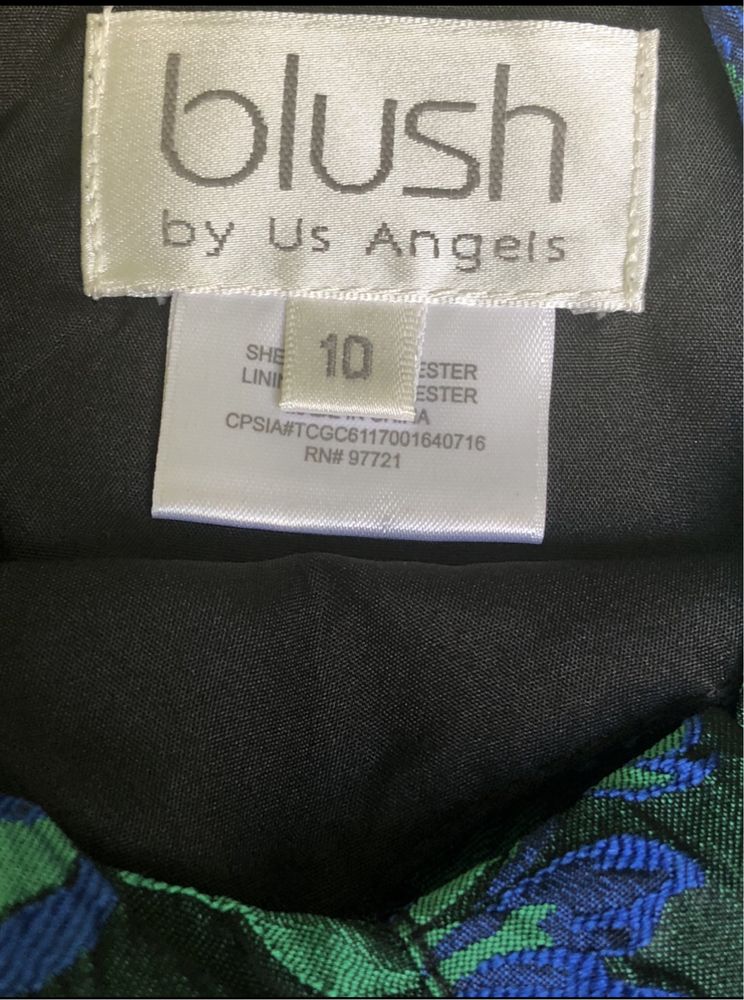 blush
by Us Angels
10
CPSIA#TCGC6117001640716
RN# 97721